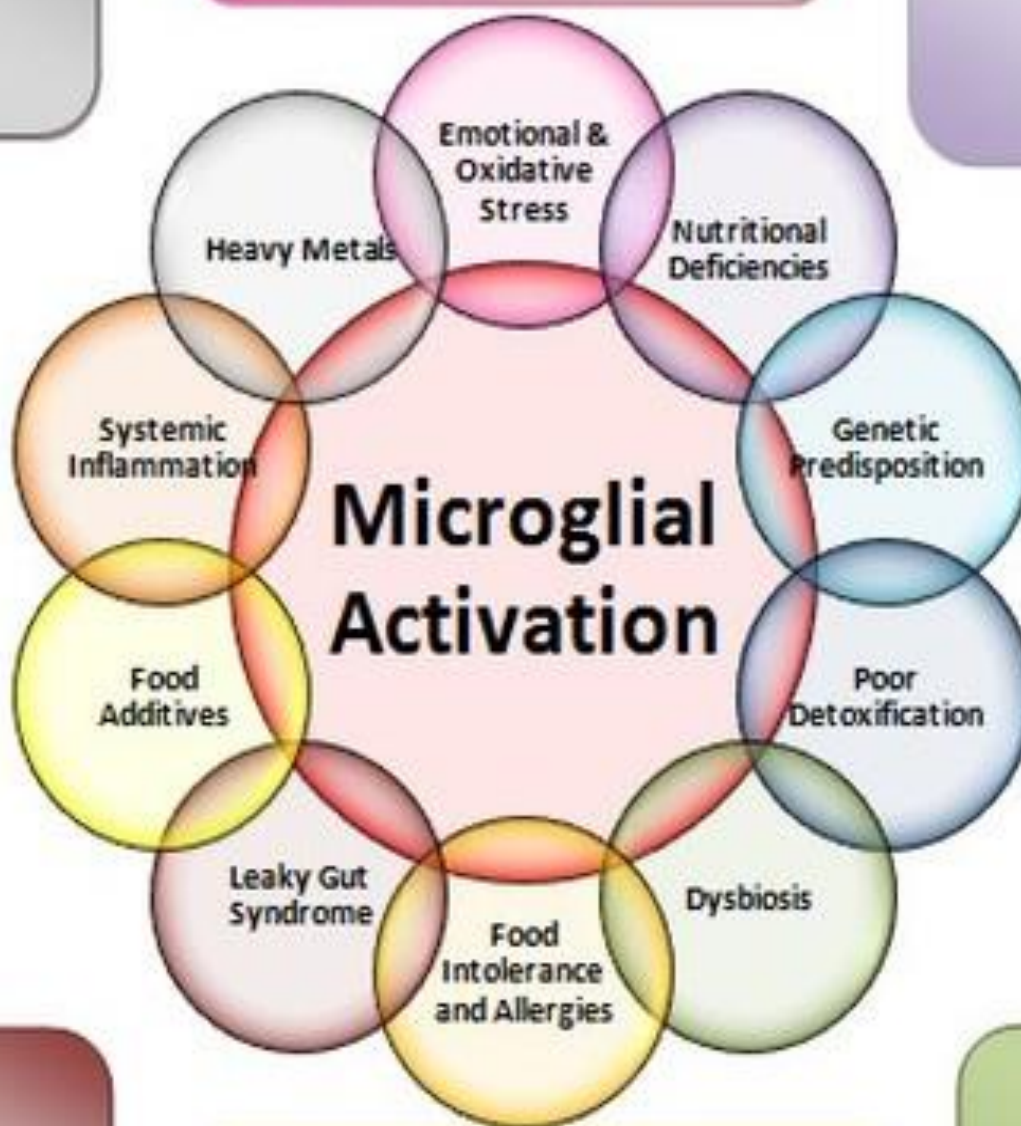 Emotional &
Oxidative
Stress
Nutritional
Deficiencies
Genetic
Predisposition
Poor
Detoxification
Dysbiosis
Food
Intolerance
and Allergies
Leaky Gut
Syndrome
Food
Additives
Systemic
Inflammation
Heavy Metals
Microglial
Activation